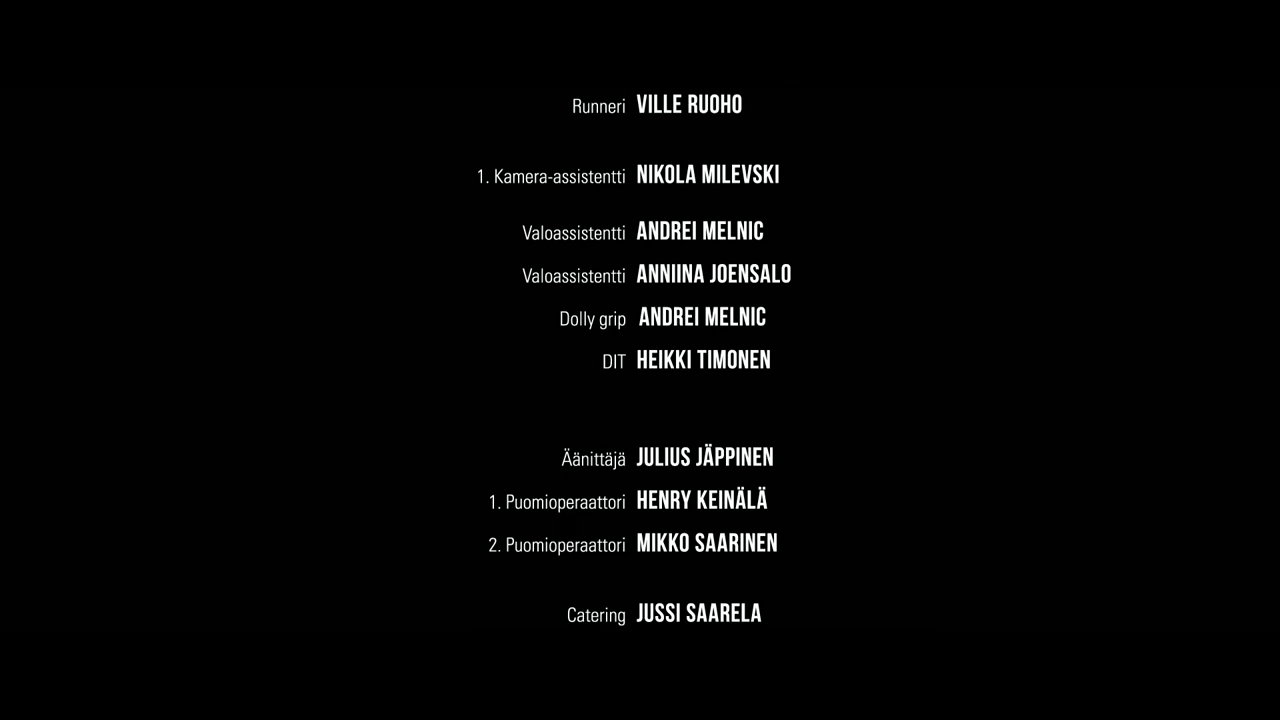 Runneri VILLE RUOHO
1. Kamera-assistentti NIKOLA MILEVSKI
Valoassistentti ANDREI MELNIC
Valoassistentti ANNIINA JOENSALO
Dolly grip ANDREI MELNIC
DIT HEIKKI TIMONEN
Äänittäjä JULIUS JÄPPINEN
1. Puomioperaattori HENRY KEINÄLÄ
2. Puomioperaattori MIKKO SAARINEN
Catering JUSSI SAARELA